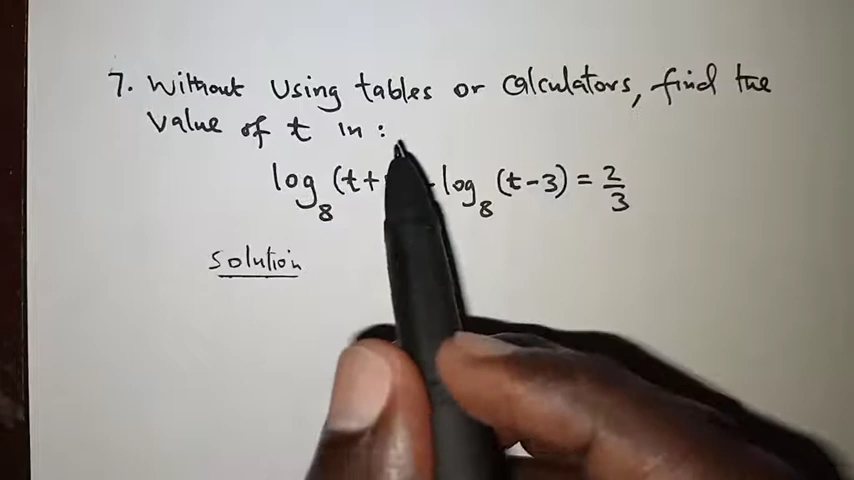 7. Without using tables or calculators, find the
value of t in:
log₈(t+ log₈(t-3) = 2/3
Solution